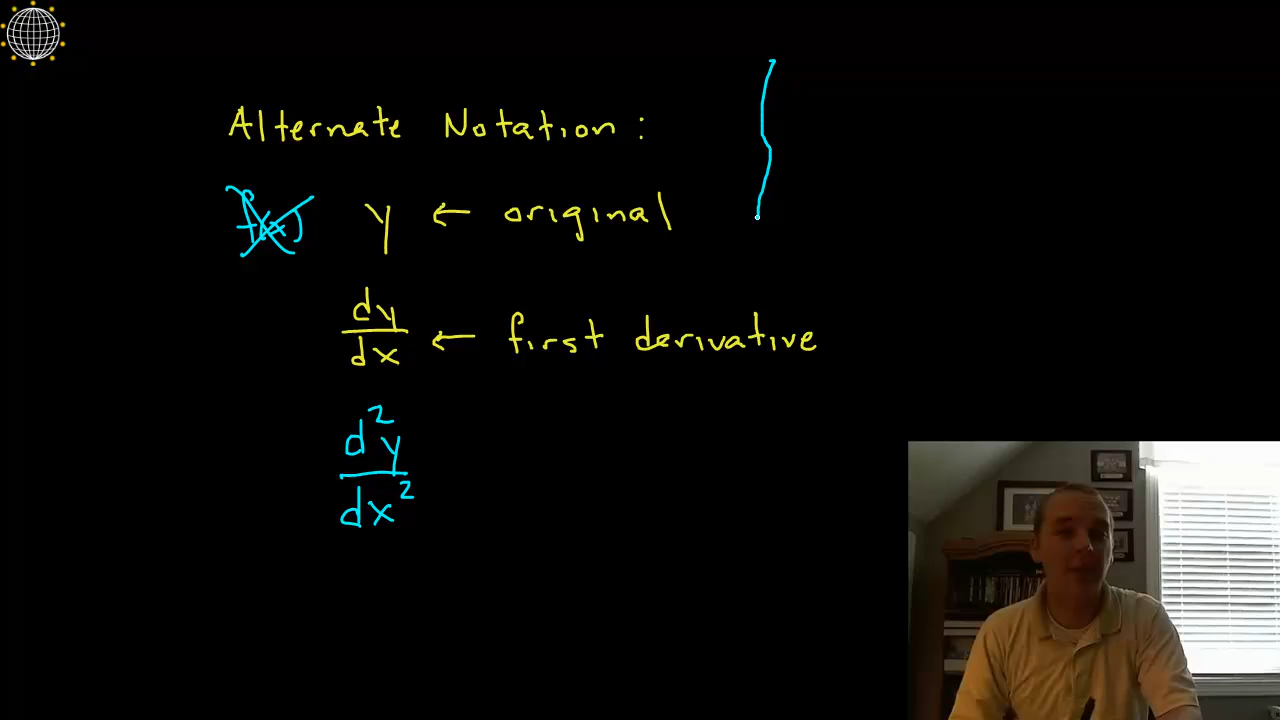 Alternate Notation:
f(x) y ← original
dy/dx ← first derivative
d²y/dx²